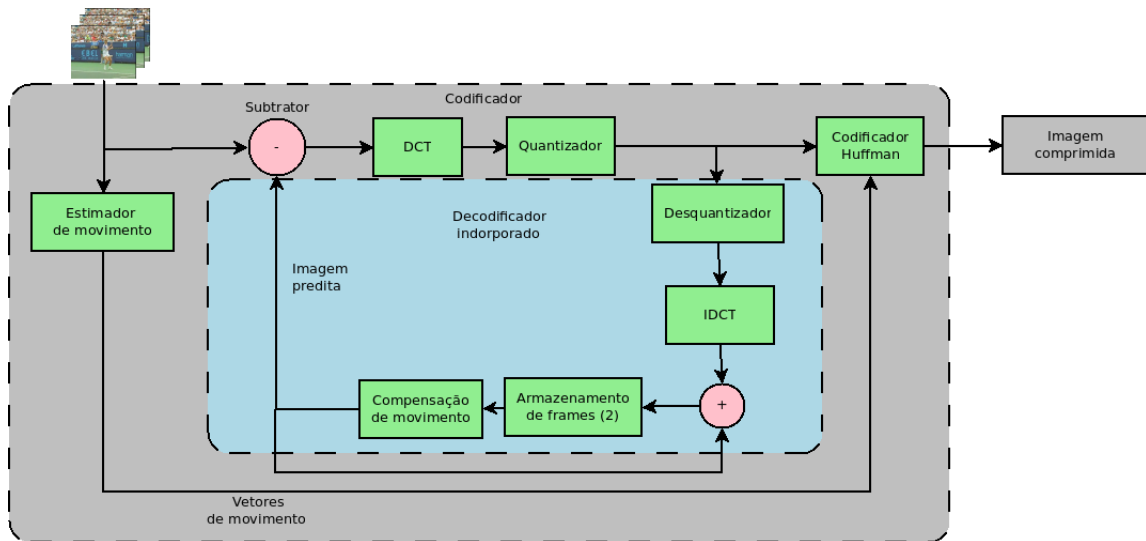 Codificador
Subtrator
-
DCT
Quantizador
Codificador
Huffman
Imagem
comprimida
Estimador
de movimento
Decodificador
indorporado
Desquantizador
Imagem
predita
IDCT
Compensação
de movimento
Armazenamento
de frames (2)
+
Vetores
de movimento